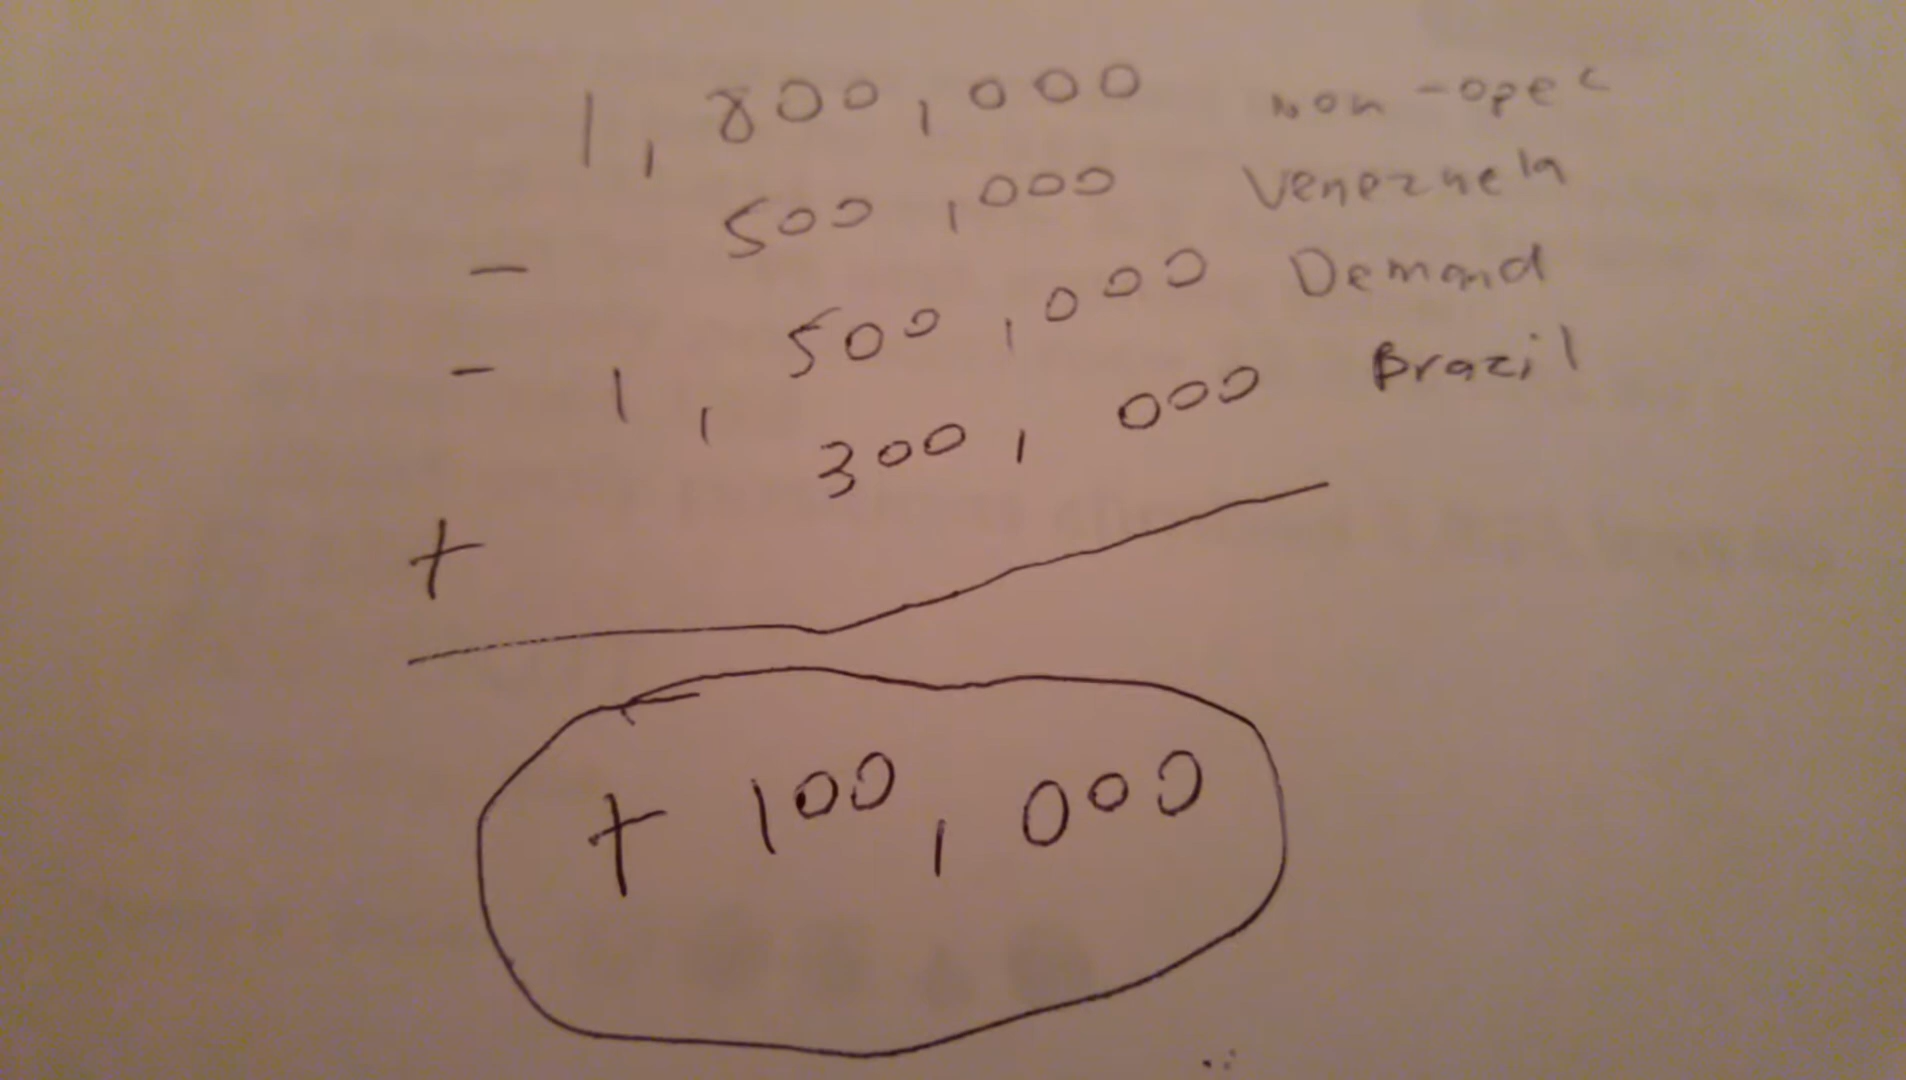 1,800,000 Non-opec
- 500,000 Venezuela
- 1,500,000 Demand
+ 300,000 Brazil
+ 100,000